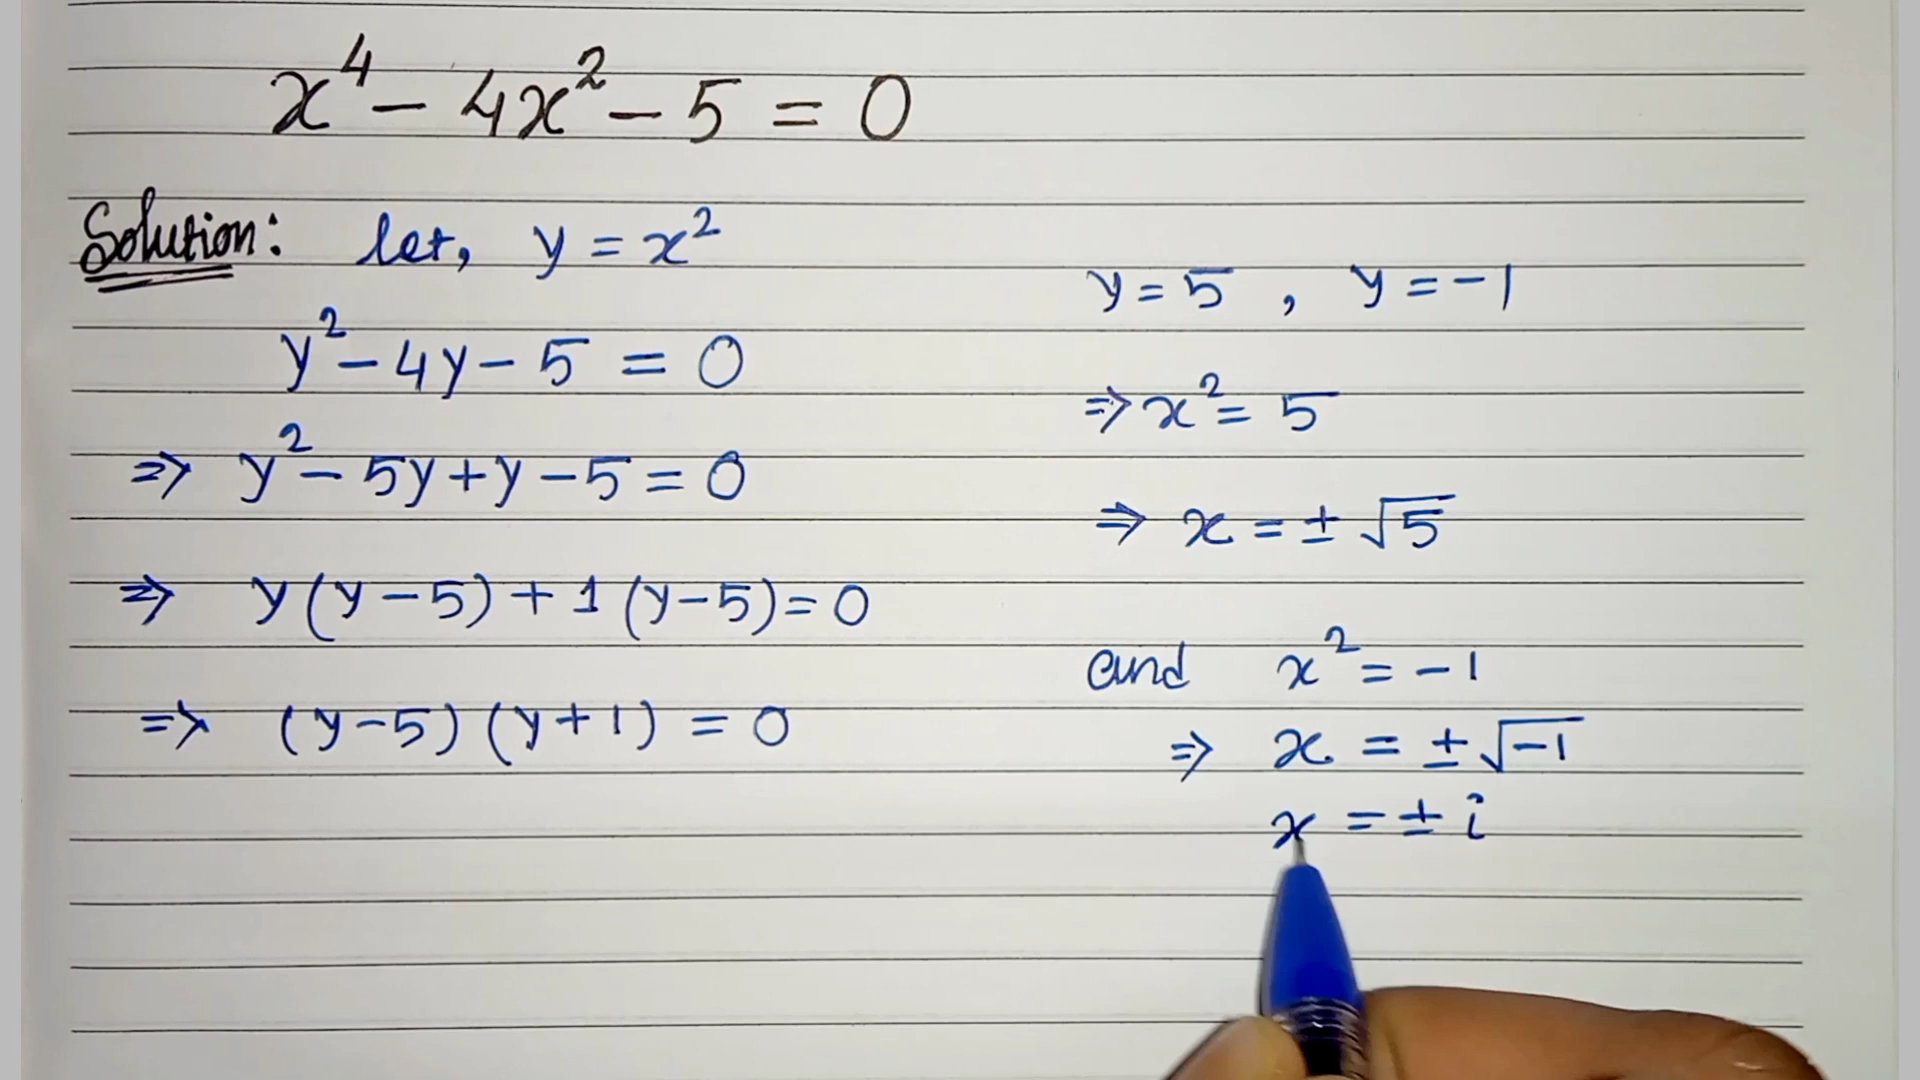 x⁴ - 4x² - 5 = 0
Solution: let, y = x²
y² - 4y - 5 = 0
⇒ y² - 5y + y - 5 = 0
⇒ y(y - 5) + 1(y - 5) = 0
⇒ (y - 5)(y + 1) = 0
y = 5 , y = -1
⇒ x² = 5
⇒ x = ± √5
and x² = -1
⇒ x = ± √-1
x = ± i